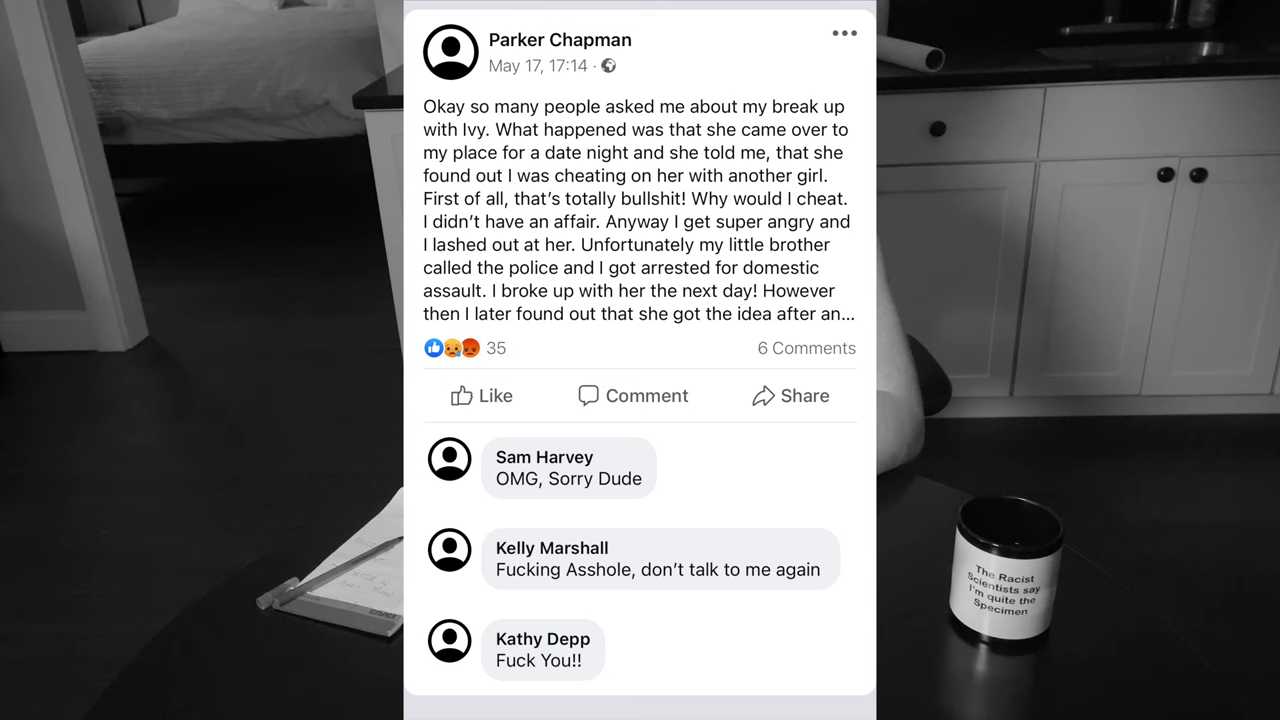 Parker Chapman
May 17, 17:14 ·
Okay so many people asked me about my break up
with Ivy. What happened was that she came over to
my place for a date night and she told me, that she
found out I was cheating on her with another girl.
First of all, that’s totally bullshit! Why would I cheat.
I didn’t have an affair. Anyway I get super angry and
I lashed out at her. Unfortunately my little brother
called the police and I got arrested for domestic
assault. I broke up with her the next day! However
then I later found out that she got the idea after an...
35
6 Comments
Like
Comment
Share
Sam Harvey
OMG, Sorry Dude
Kelly Marshall
Fucking Asshole, don’t talk to me again
Kathy Depp
Fuck You!!
The Racist
Scientists say
I'm quite the
Specimen